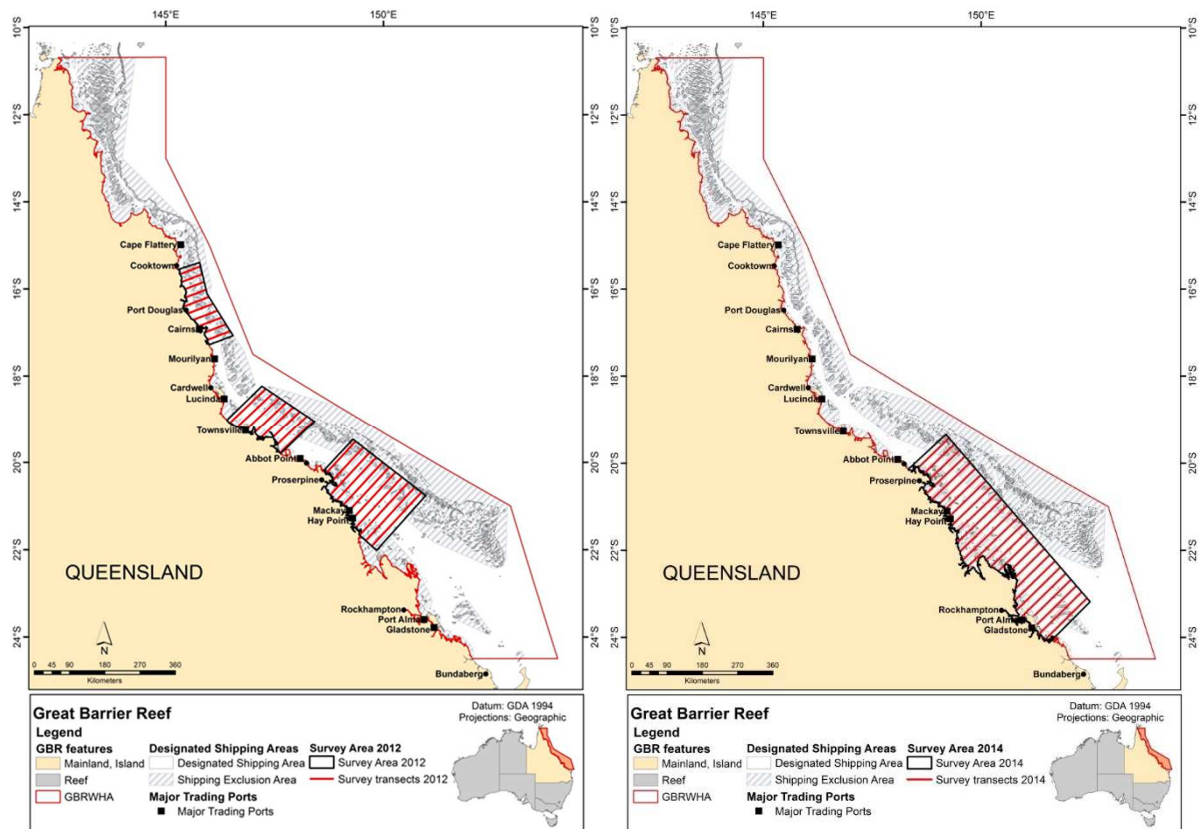 145°E 150°E
10°S
12°S
14°S
16°S
18°S
20°S
22°S
24°S
Cape Flattery
Cooktown
Port Douglas
Cairns
Mourilyan
Cardwell
Lucinda
Townsville
Abbot Point
Proserpine
Mackay
Hay Point
QUEENSLAND
Rockhampton
Port Alma
Gladstone
Bundaberg
N
0 45 90 180 270 360
Kilometers
Great Barrier Reef
Datum: GDA 1994
Projections: Geographic
Legend
GBR features
Mainland, Island
Reef
GBRWHA
Designated Shipping Areas
Designated Shipping Area
Shipping Exclusion Area
Major Trading Ports
Major Trading Ports
Survey Area 2012
Survey Area 2012
Survey transects 2012
145°E 150°E
10°S
12°S
14°S
16°S
18°S
20°S
22°S
24°S
Cape Flattery
Cooktown
Port Douglas
Cairns
Mourilyan
Cardwell
Lucinda
Townsville
Abbot Point
Proserpine
Mackay
Hay Point
QUEENSLAND
Rockhampton
Port Alma
Gladstone
Bundaberg
N
0 45 90 180 270 360
Kilometers
Great Barrier Reef
Datum: GDA 1994
Projections: Geographic
Legend
GBR features
Mainland, Island
Reef
GBRWHA
Designated Shipping Areas
Designated Shipping Area
Shipping Exclusion Area
Major Trading Ports
Major Trading Ports
Survey Area 2014
Survey Area 2014
Survey transects 2014